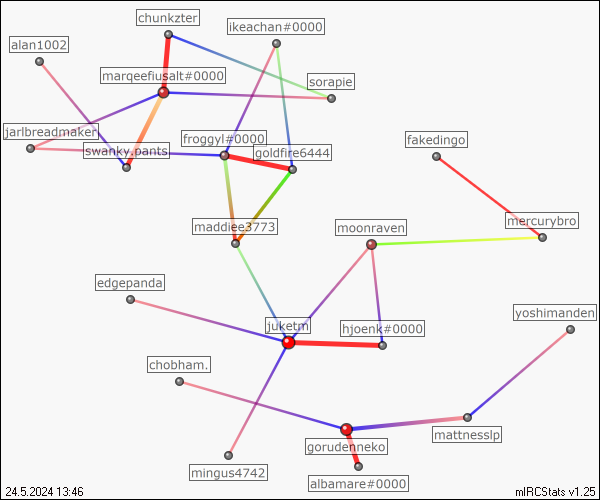 chunkzter
ikeachan#0000
alan1002
marqeefiusalt#0000
sorapie
jarlbreadmaker
froggyl#0000
fakedingo
swanky.pants
goldfire6444
maddiee3773
moonraven
mercurybro
edgepanda
yoshimanden
juketm
hjoenk#0000
chobham.
mattnesslp
gorudenneko
mingus4742
albamare#0000
24.5.2024 13:46
mIRCStats v1.25